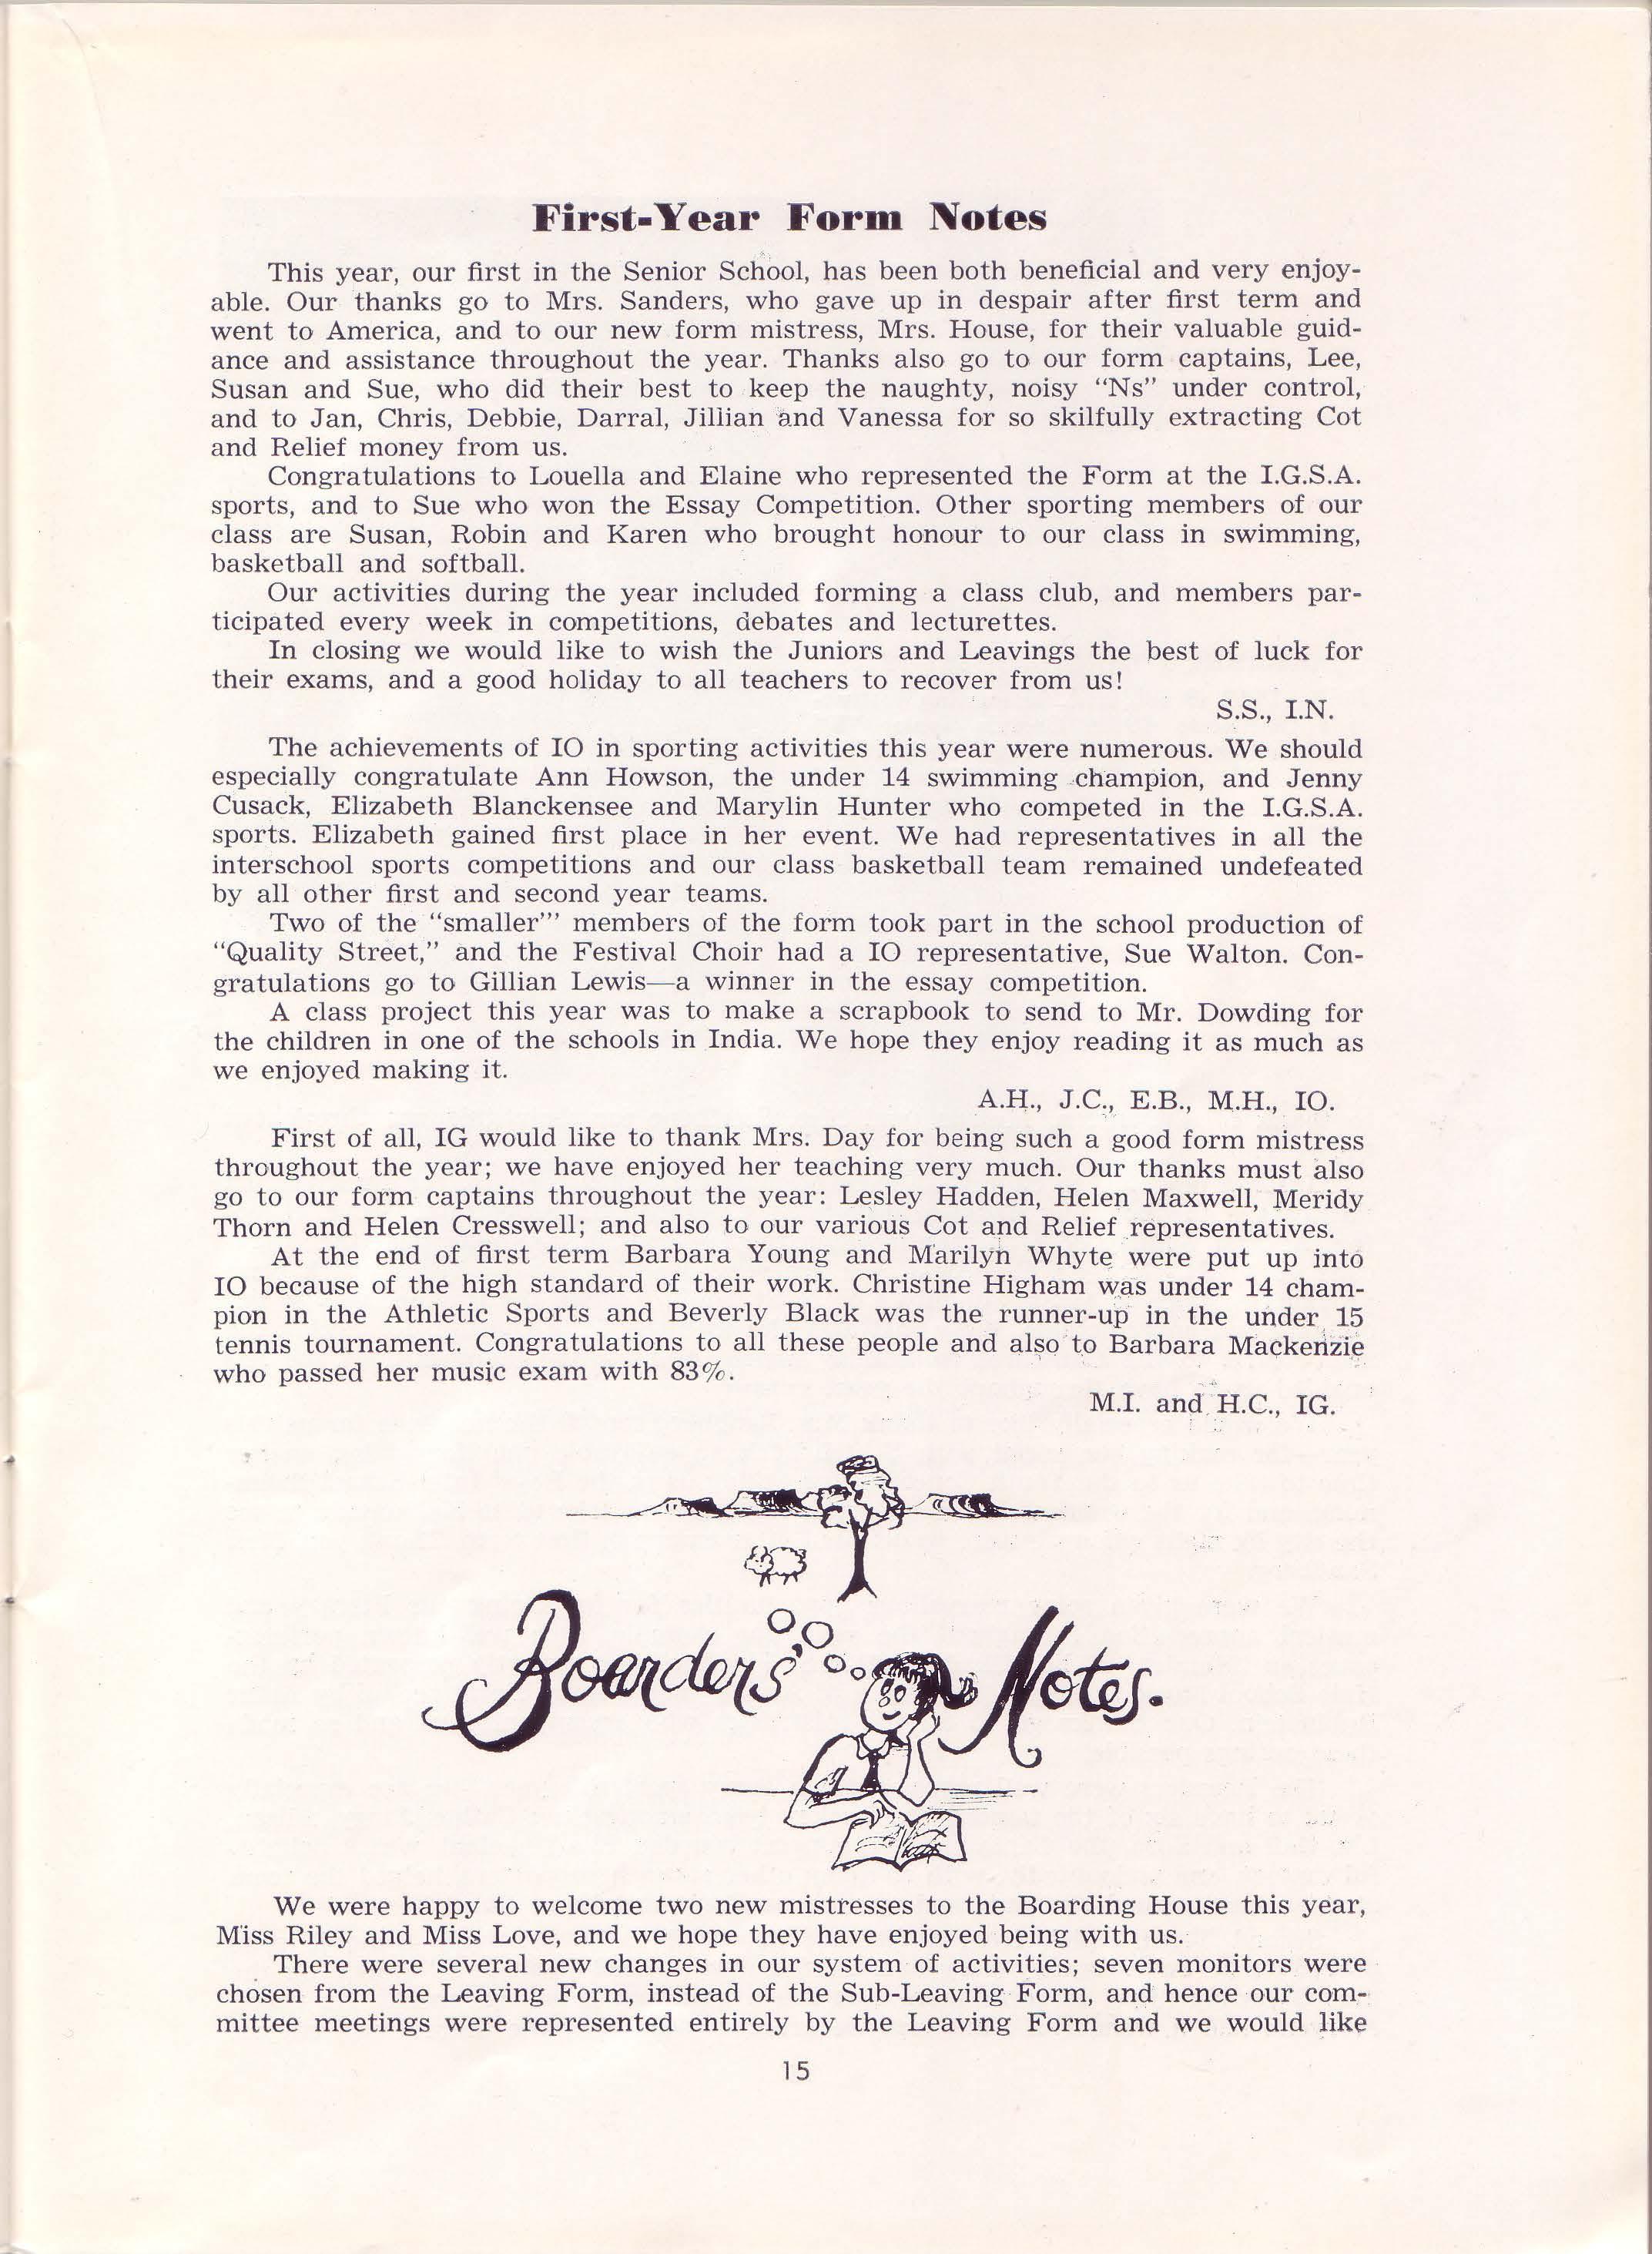 First-Year Form Notes
This year, our first in the Senior School, has been both beneficial and very enjoy-
able. Our thanks go to Mrs. Sanders, who gave up in despair after first term and
went to America, and to our new form mistress, Mrs. House, for their valuable guid-
ance and assistance throughout the year. Thanks also go to our form captains, Lee,
Susan and Sue, who did their best to keep the naughty, noisy “Ns” under control,
and to Jan, Chris, Debbie, Darral, Jillian and Vanessa for so skilfully extracting Cot
and Relief money from us.
Congratulations to Louella and Elaine who represented the Form at the I.G.S.A.
sports, and to Sue who won the Essay Competition. Other sporting members of our
class are Susan, Robin and Karen who brought honour to our class in swimming,
basketball and softball.
Our activities during the year included forming a class club, and members par-
ticipated every week in competitions, debates and lecturettes.
In closing we would like to wish the Juniors and Leavings the best of luck for
their exams, and a good holiday to all teachers to recover from us!
S.S., I.N.
The achievements of IO in sporting activities this year were numerous. We should
especially congratulate Ann Howson, the under 14 swimming champion, and Jenny
Cusack, Elizabeth Blanckensee and Marylin Hunter who competed in the I.G.S.A.
sports. Elizabeth gained first place in her event. We had representatives in all the
interschool sports competitions and our class basketball team remained undefeated
by all other first and second year teams.
Two of the “smaller”’ members of the form took part in the school production of
“Quality Street,” and the Festival Choir had a IO representative, Sue Walton. Con-
gratulations go to Gillian Lewis—a winner in the essay competition.
A class project this year was to make a scrapbook to send to Mr. Dowding for
the children in one of the schools in India. We hope they enjoy reading it as much as
we enjoyed making it.
A.H., J.C., E.B., M.H., IO.
First of all, IG would like to thank Mrs. Day for being such a good form mistress
throughout the year; we have enjoyed her teaching very much. Our thanks must also
go to our form captains throughout the year: Lesley Hadden, Helen Maxwell, Meridy
Thorn and Helen Cresswell; and also to our various Cot and Relief representatives.
At the end of first term Barbara Young and Marilyn Whyte were put up into
IO because of the high standard of their work. Christine Higham was under 14 cham-
pion in the Athletic Sports and Beverly Black was the runner-up in the under 15
tennis tournament. Congratulations to all these people and also to Barbara Mackenzie
who passed her music exam with 83%.
M.I. and H.C., IG.
Boarders' Notes.
We were happy to welcome two new mistresses to the Boarding House this year,
Miss Riley and Miss Love, and we hope they have enjoyed being with us.
There were several new changes in our system of activities; seven monitors were
chosen from the Leaving Form, instead of the Sub-Leaving Form, and hence our com-
mittee meetings were represented entirely by the Leaving Form and we would like
15